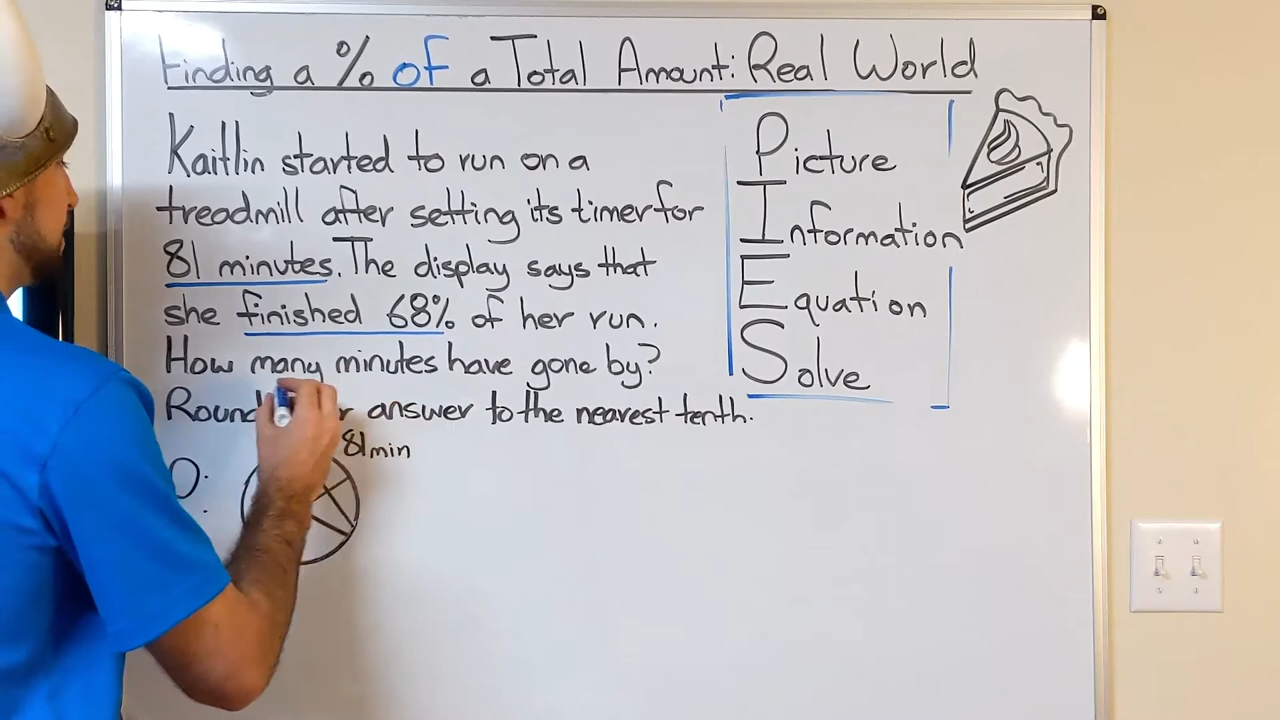 Finding a % of a Total Amount: Real World
Kaitlin started to run on a
treadmill after setting its timer for
81 minutes. The display says that
she finished 68% of her run.
How many minutes have gone by?
Round answer to the nearest tenth.
Picture
Information
Equation
Solve
81min